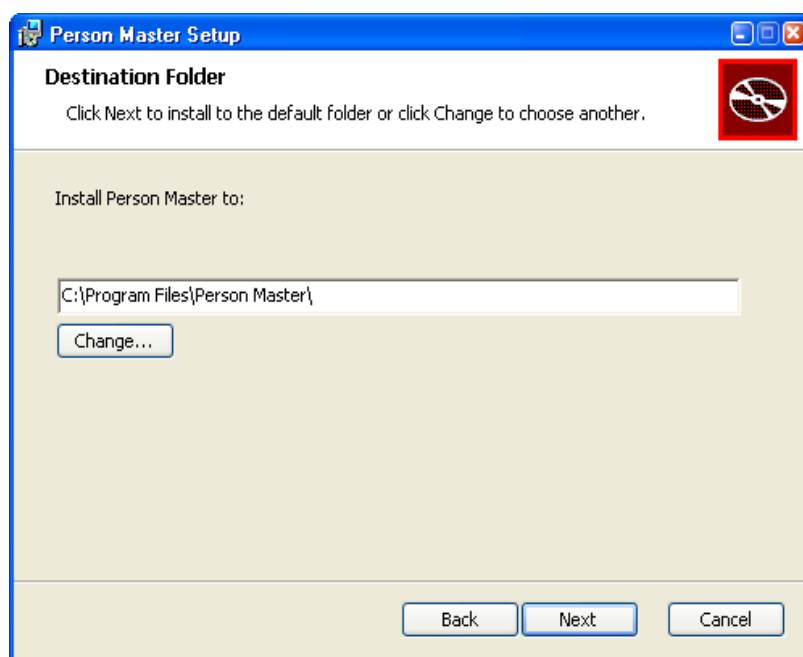 Person Master Setup
Destination Folder
Click Next to install to the default folder or click Change to choose another.
Install Person Master to:
C:\Program Files\Person Master\
Change...
Back
Next
Cancel